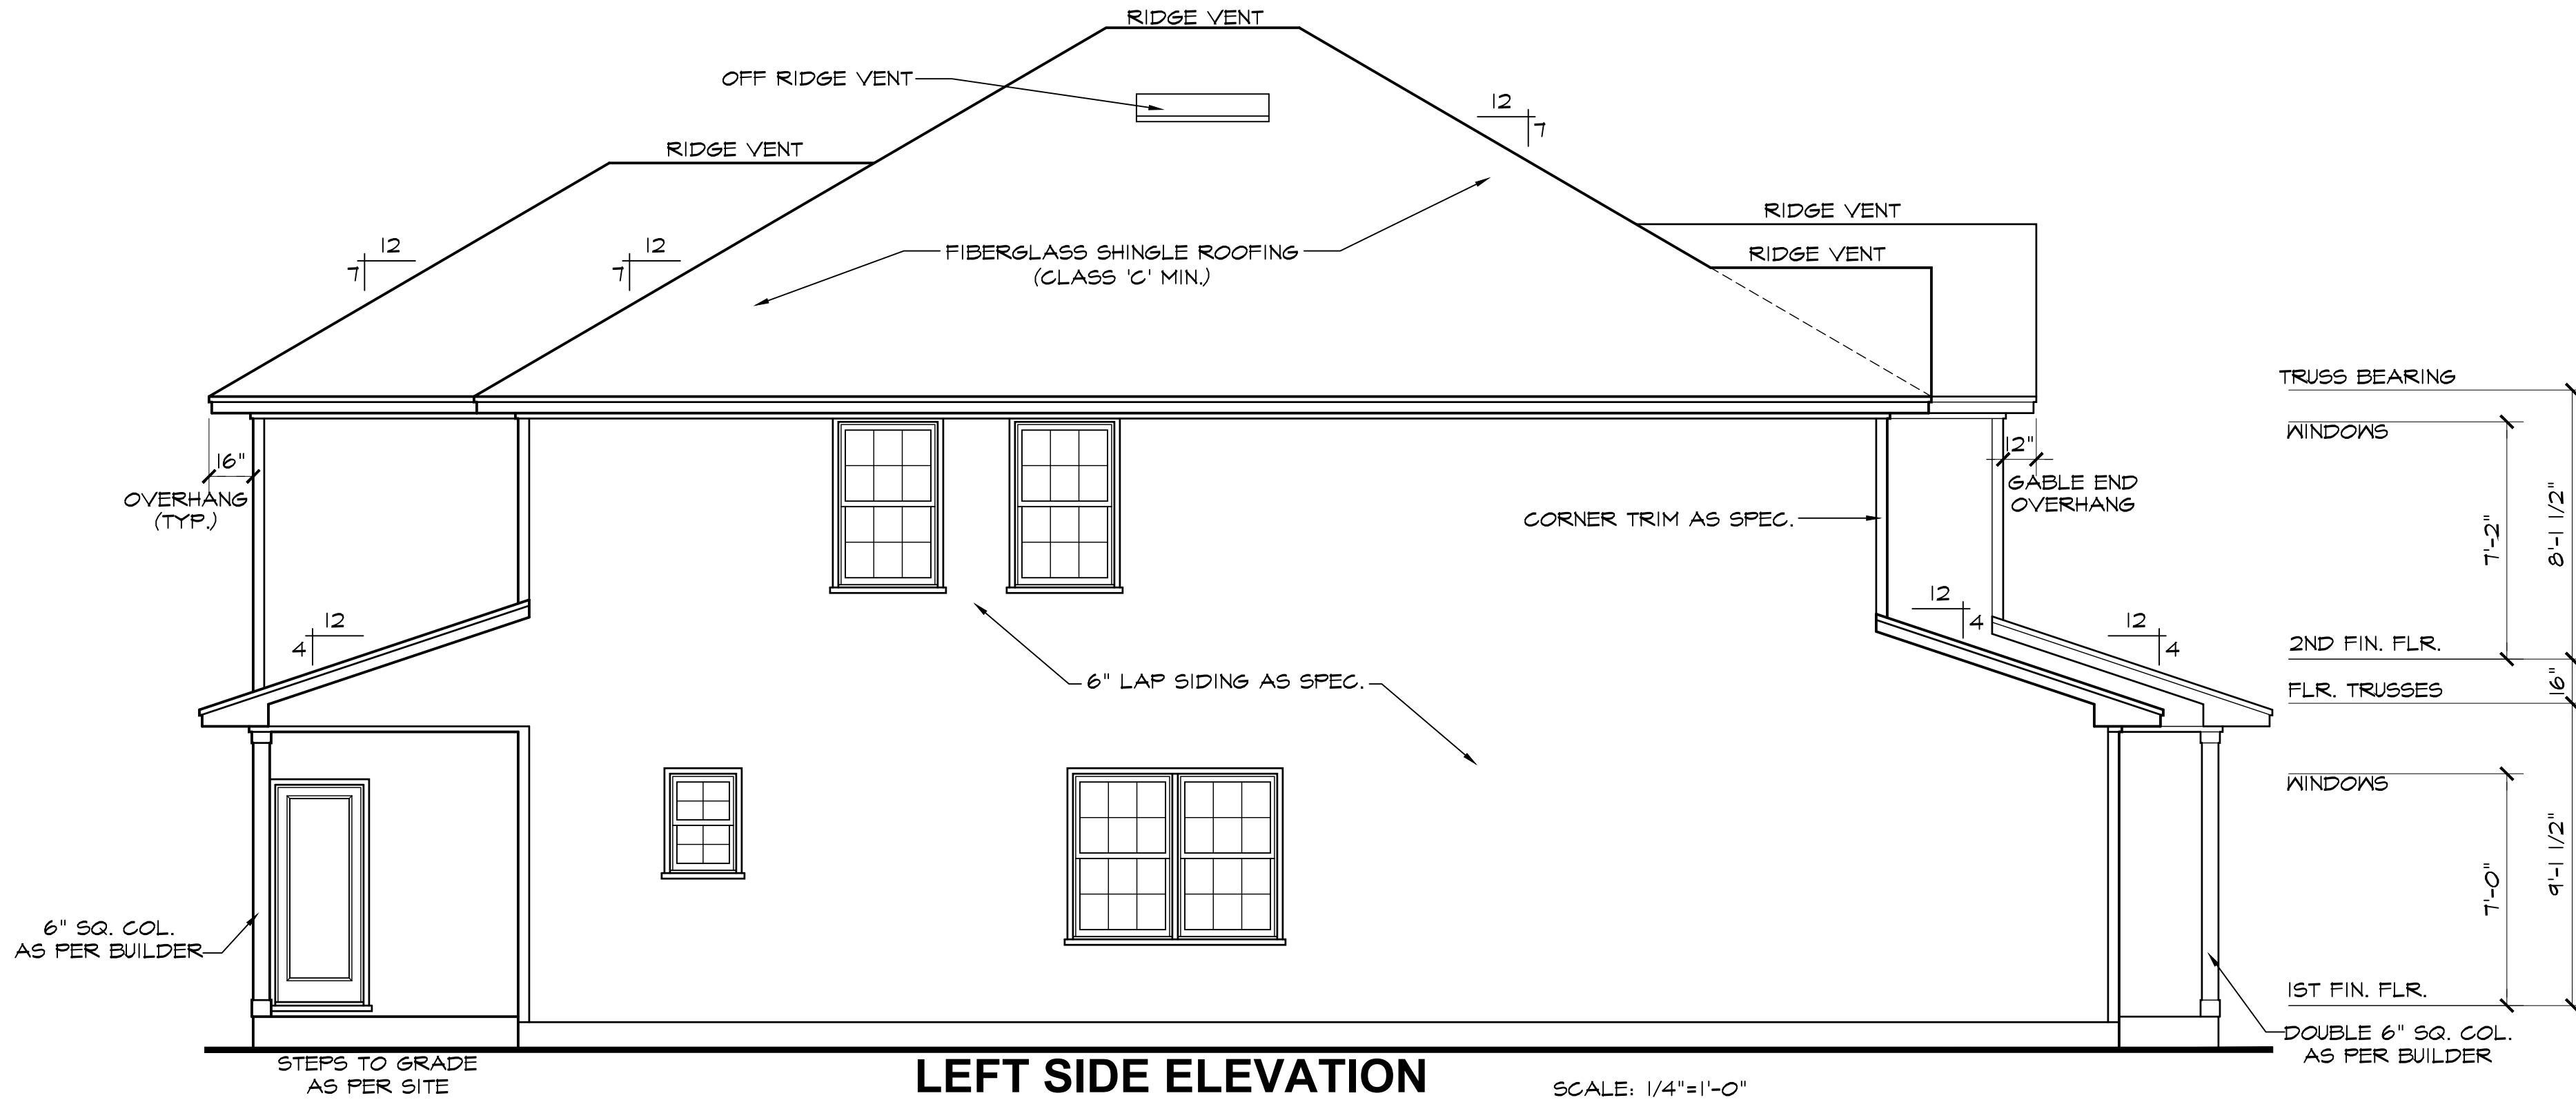 RIDGE VENT
OFF RIDGE VENT
12
7
RIDGE VENT
RIDGE VENT
12
7
12
7
FIBERGLASS SHINGLE ROOFING
(CLASS 'C' MIN.)
RIDGE VENT
TRUSS BEARING
WINDOWS
16"
OVERHANG
(TYP.)
12"
GABLE END
OVERHANG
CORNER TRIM AS SPEC.
7'-2"
8'-1 1/2"
12
4
12
4
12
4
2ND FIN. FLR.
6" LAP SIDING AS SPEC.
FLR. TRUSSES
16"
WINDOWS
7'-0"
9'-1 1/2"
6" SQ. COL.
AS PER BUILDER
1ST FIN. FLR.
DOUBLE 6" SQ. COL.
AS PER BUILDER
STEPS TO GRADE
AS PER SITE
LEFT SIDE ELEVATION
SCALE: 1/4"=1'-0"